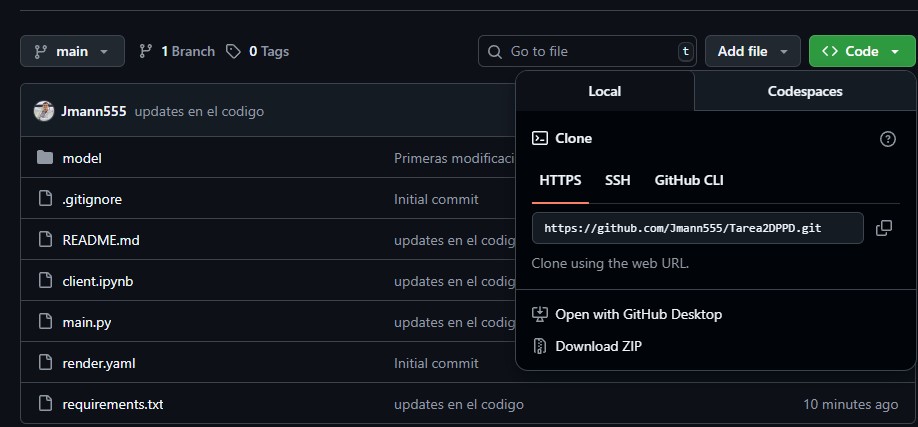 main 1 Branch 0 Tags Go to file t Add file Code
Local Codespaces
Jmann555 updates en el codigo
Clone
model Primeras modificaci
HTTPS SSH GitHub CLI
.gitignore Initial commit
https://github.com/Jmann555/Tarea2DPPD.git
README.md updates en el codig
Clone using the web URL.
client.ipynb updates en el codig
Open with GitHub Desktop
main.py updates en el codig
Download ZIP
render.yaml Initial commit
requirements.txt updates en el codigo 10 minutes ago